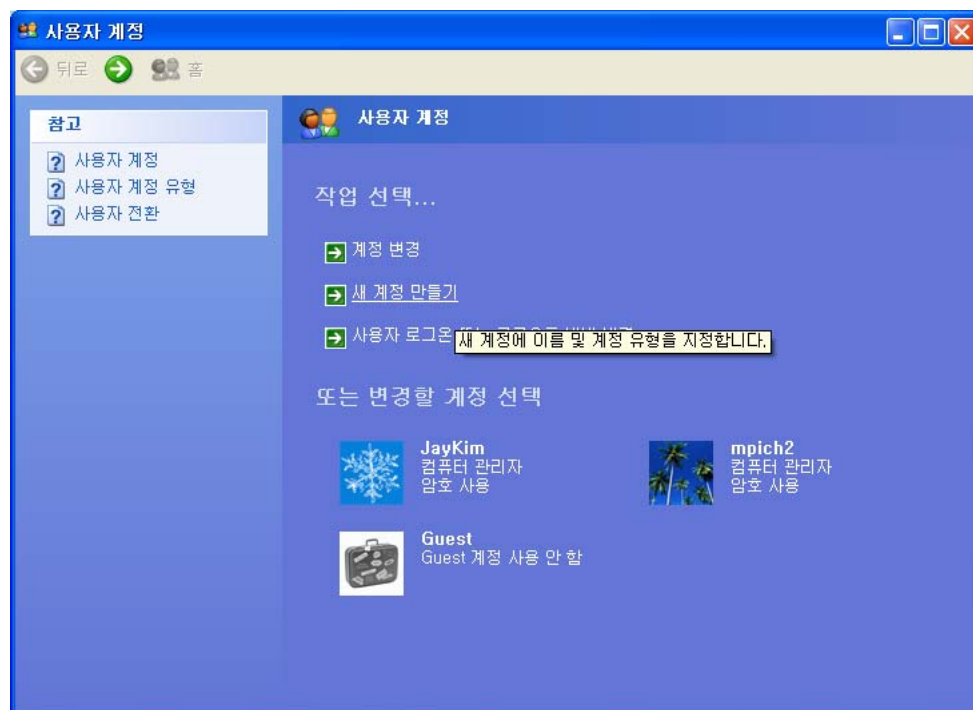 사용자 계정
뒤로 홈
참고
사용자 계정
사용자 계정 유형
사용자 전환
사용자 계정
작업 선택...
계정 변경
새 계정 만들기
사용자 로그온
새 계정에 이름 및 계정 유형을 지정합니다.
또는 변경할 계정 선택
JayKim
컴퓨터 관리자
암호 사용
mpich2
컴퓨터 관리자
암호 사용
Guest
Guest 계정 사용 안 함